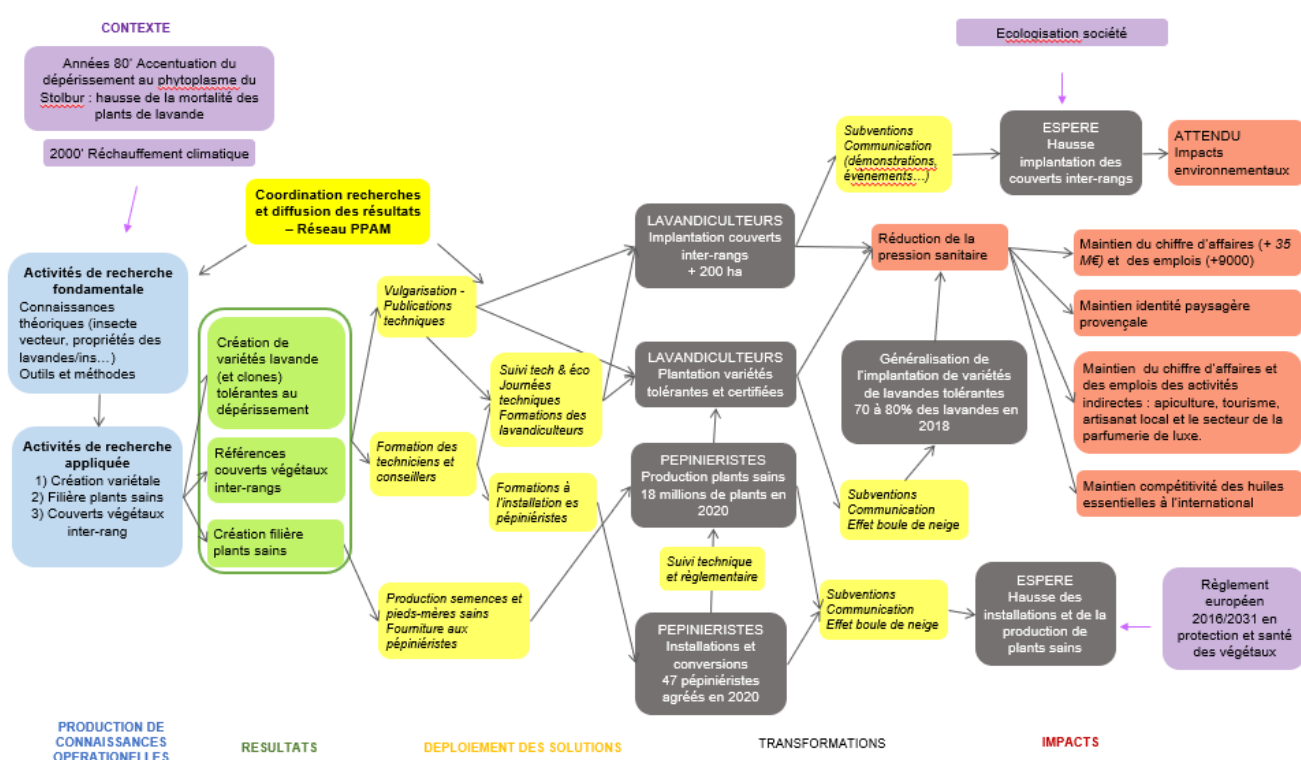 CONTEXTE
Années 80' Accentuation du
dépérissement au phytoplasme du
Stolbur : hausse de la mortalité des
plants de lavande
2000' Réchauffement climatique
Coordination recherches
et diffusion des résultats
– Réseau PPAM
Activités de recherche
fondamentale
Connaissances
théoriques (insecte
vecteur, propriétés des
lavandes/ins…)
Outils et méthodes
Activités de recherche
appliquée
1) Création variétale
2) Filière plants sains
3) Couverts végétaux
inter-rang
Création de
variétés lavande
(et clones)
tolérantes au
dépérissement
Références
couverts végétaux
inter-rangs
Création filière
plants sains
Vulgarisation -
Publications
techniques
Formation des
techniciens et
conseillers
Production semences et
pieds-mères sains
Fourniture aux
pépiniéristes
Suivi tech & éco
Journées
techniques
Formations des
lavandiculteurs
Formations à
l'installation es
pépiniéristes
LAVANDICULTEURS
Implantation couverts
inter-rangs
+ 200 ha
LAVANDICULTEURS
Plantation variétés
tolérantes et certifiées
PEPINIERISTES
Production plants sains
18 millions de plants en
2020
Suivi technique
et règlementaire
PEPINIERISTES
Installations et
conversions
47 pépiniéristes
agréés en 2020
Subventions
Communication
(démonstrations,
évènements…)
Réduction de la
pression sanitaire
Généralisation de
l'implantation de variétés
de lavandes tolérantes
70 à 80% des lavandes en
2018
Subventions
Communication
Effet boule de neige
Subventions
Communication
Effet boule de neige
Ecologisation société
ESPERE
Hausse
implantation des
couverts inter-rangs
ATTENDU
Impacts
environnementaux
Maintien du chiffre d'affaires (+ 35
M€) et des emplois (+9000)
Maintien identité paysagère
provençale
Maintien du chiffre d'affaires et
des emplois des activités
indirectes : apiculture, tourisme,
artisanat local et le secteur de la
parfumerie de luxe.
Maintien compétitivité des huiles
essentielles à l'international
ESPERE
Hausse des
installations et de la
production de
plants sains
Règlement
européen
2016/2031 en
protection et santé
des végétaux
PRODUCTION DE
CONNAISSANCES
OPERATIONELLES
RESULTATS
DEPLOIEMENT DES SOLUTIONS
TRANSFORMATIONS
IMPACTS